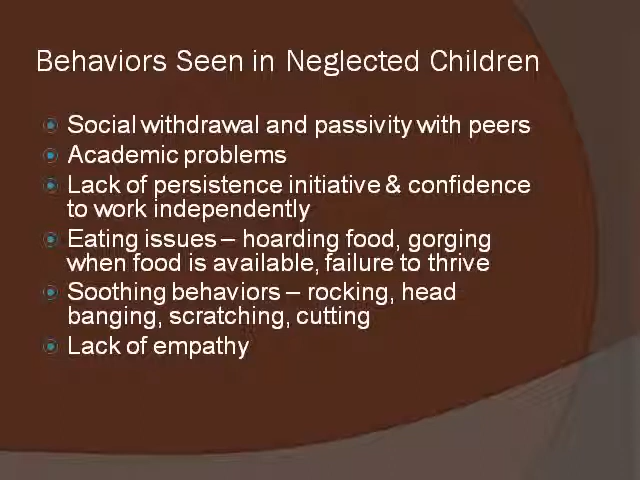 Behaviors Seen in Neglected Children
Social withdrawal and passivity with peers
Academic problems
Lack of persistence initiative & confidence
to work independently
Eating issues – hoarding food, gorging
when food is available, failure to thrive
Soothing behaviors – rocking, head
banging, scratching, cutting
Lack of empathy